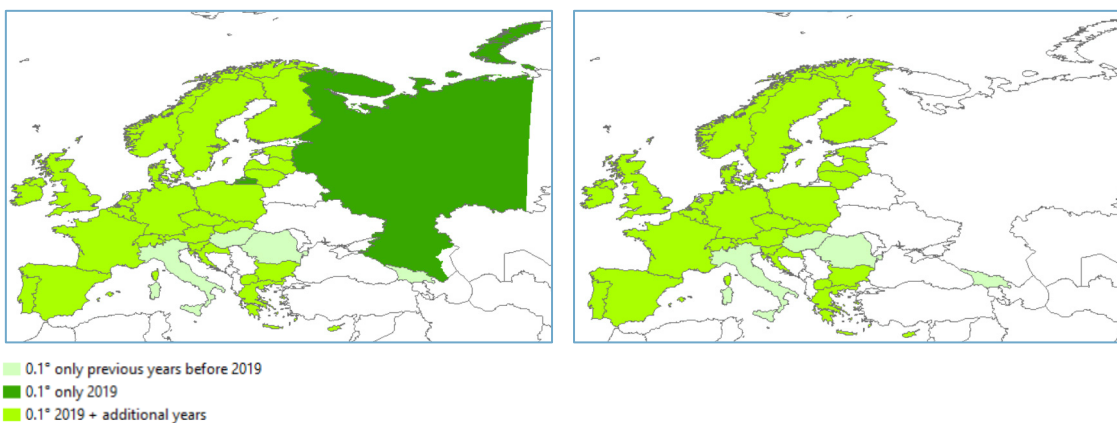 0.1° only previous years before 2019
0.1° only 2019
0.1° 2019 + additional years